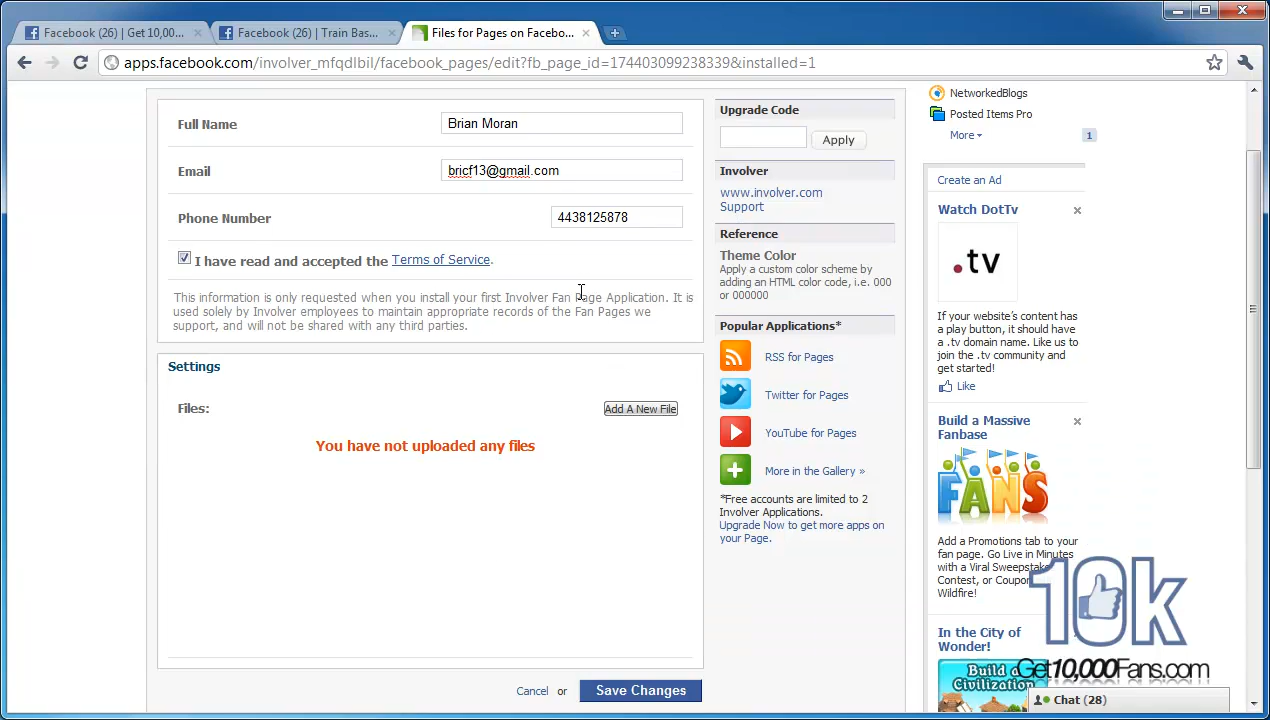 Facebook (26) | Get 10,00...
Facebook (26) | Train Bas...
Files for Pages on Facebo...
apps.facebook.com/involver_mfqdlbil/facebook_pages/edit?fb_page_id=174403099238339&installed=1
Full Name
Brian Moran
Email
bricf13@gmail.com
Phone Number
4438125878
I have read and accepted the Terms of Service.
This information is only requested when you install your first Involver Fan Page Application. It is
used solely by Involver employees to maintain appropriate records of the Fan Pages we
support, and will not be shared with any third parties.
Settings
Files:
Add A New File
You have not uploaded any files
Cancel or Save Changes
Upgrade Code
Apply
Involver
www.involver.com
Support
Reference
Theme Color
Apply a custom color scheme by
adding an HTML color code, i.e. 000
or 000000
Popular Applications*
RSS for Pages
Twitter for Pages
YouTube for Pages
More in the Gallery »
*Free accounts are limited to 2
Involver Applications.
Upgrade Now to get more apps on
your Page.
NetworkedBlogs
Posted Items Pro
More
1
Create an Ad
Watch DotTv
.tv
If your website's content has
a play button, it should have
a .tv domain name. Like us to
join the .tv community and
get started!
Like
Build a Massive
Fanbase
FANS
Add a Promotions tab to your
fan page. Go Live in Minutes
with a Viral Sweepstake
Contest, or Coupon
Wildfire!
In the City of
Wonder!
Build a
Civilization
10k
Get10,000Fans.com
Chat (28)